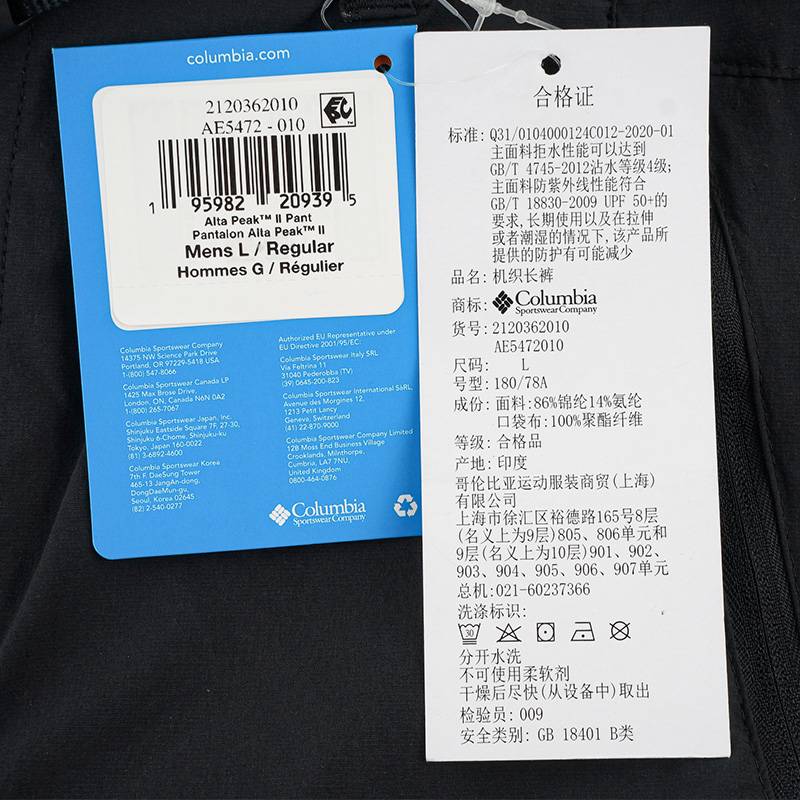 columbia.com
2120362010
AE5472 - 010
1 95982 20939 5
Alta Peak™ II Pant
Pantalon Alta Peak™ II
Mens L / Regular
Hommes G / Régulier
Columbia Sportswear Company
14375 NW Science Park Drive
Portland, OR 97229-5418 USA
1-(800) 547-8066
Columbia Sportswear Canada LP
1425 Max Brose Drive,
London, ON, Canada N6N 0A2
1-(800) 265-7067
Columbia Sportswear Japan, Inc.
Shinjuku Eastside Square 7F, 27-30,
Shinjuku 6-Chome, Shinjuku-ku
Tokyo, Japan 160-0022
(81) 3-6892-4600
Columbia Sportswear Korea
7th F. DaeSung Tower
465-13 JangAn-dong,
DongDaeMun-gu,
Seoul, Korea 02645
(82) 2-540-0277
Authorized EU Representative under
EU Directive 2001/95/EC:
Columbia Sportswear Italy SRL
Via Feltrina 11
31040 Pederobba (TV)
(39) 0645-200-823
Columbia Sportswear International SàRL,
Avenue des Morgines 12,
1213 Petit Lancy
Geneva, Switzerland
(41) 22-870-9000
Columbia Sportswear Company Limited
12B Moss End Business Village
Crooklands, Milnthorpe,
Cumbria, LA7 7NU,
United Kingdom
0800-464-0876
Columbia
Sportswear Company
合格证
标准: Q31/0104000124C012-2020-01
主面料拒水性能可以达到
GB/T 4745-2012沾水等级4级;
主面料防紫外线性能符合
GB/T 18830-2009 UPF 50+的
要求,长期使用以及在拉伸
或者潮湿的情况下,该产品所
提供的防护有可能减少
品名: 机织长裤
商标: Columbia
Sportswear Company
货号: 2120362010
AE5472010
尺码: L
号型: 180/78A
成份: 面料:86%锦纶14%氨纶
口袋布:100%聚酯纤维
等级: 合格品
产地: 印度
哥伦比亚运动服装商贸(上海)
有限公司
上海市徐汇区裕德路165号8层
(名义上为9层)805、806单元和
9层(名义上为10层)901、902、
903、904、905、906、907单元
总机:021-60237366
洗涤标识:
30
分开水洗
不可使用柔软剂
干燥后尽快(从设备中)取出
检验员: 009
安全类别: GB 18401 B类